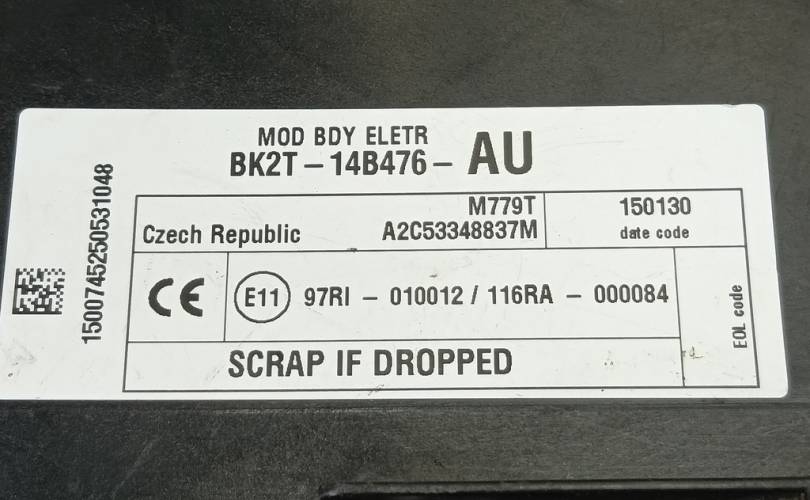 MOD BDY ELETR
BK2T-14B476-AU
M779T
150130
Czech Republic A2C53348837M
date code
1500745250531048
CE E11 97RI - 010012 / 116RA - 000084
EOL code
SCRAP IF DROPPED